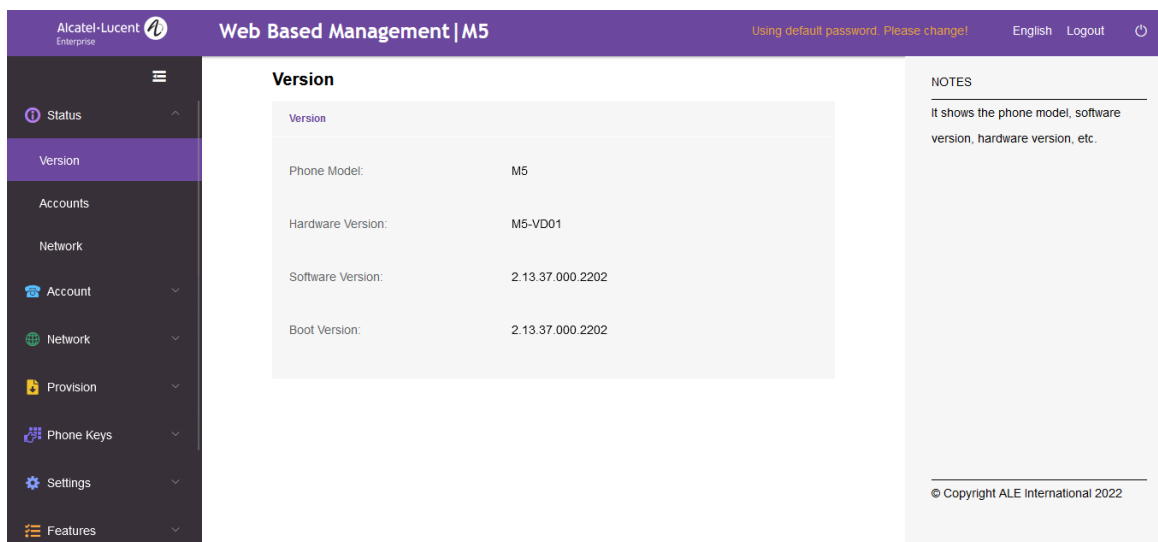 Alcatel·Lucent
Enterprise
Web Based Management | M5
Using default password. Please change!
English
Logout
Status
Version
Accounts
Network
Account
Network
Provision
Phone Keys
Settings
Features
Version
Version
Phone Model: M5
Hardware Version: M5-VD01
Software Version: 2.13.37.000.2202
Boot Version: 2.13.37.000.2202
NOTES
It shows the phone model, software
version, hardware version, etc.
© Copyright ALE International 2022